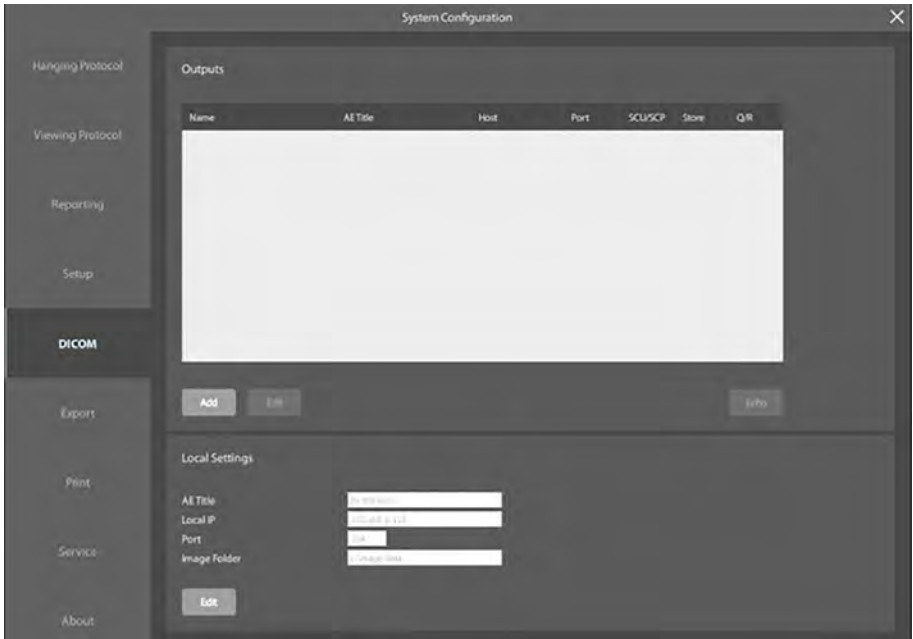 System Configuration
Hanging Protocol
Viewing Protocol
Reporting
Setup
DICOM
Export
Print
Service
About
Outputs
Name AE Title Host Port SCU/SCP Store Q/R
Add Edit Echo
Local Settings
AE Title
Local IP
Port
Image Folder
Edit